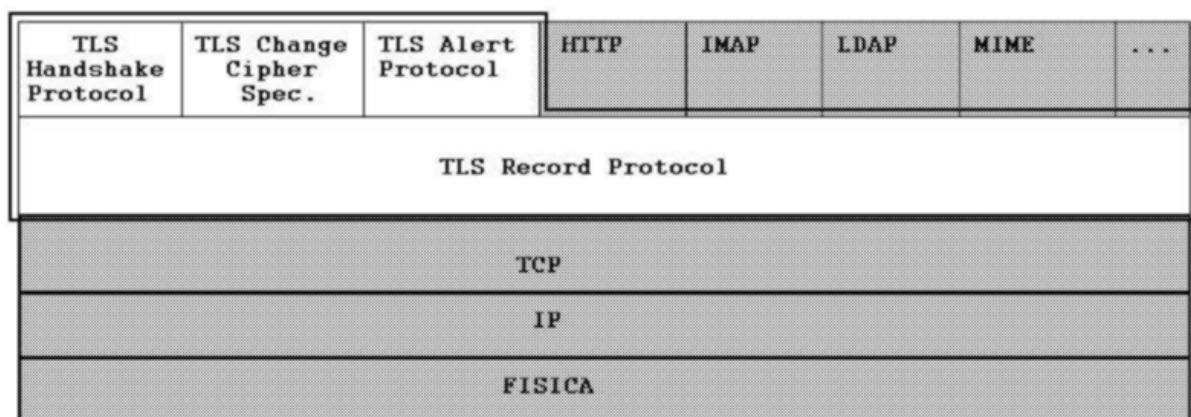 TLS Handshake Protocol
TLS Change Cipher Spec.
TLS Alert Protocol
HTTP
IMAP
LDAP
MIME
...
TLS Record Protocol
TCP
IP
FISICA